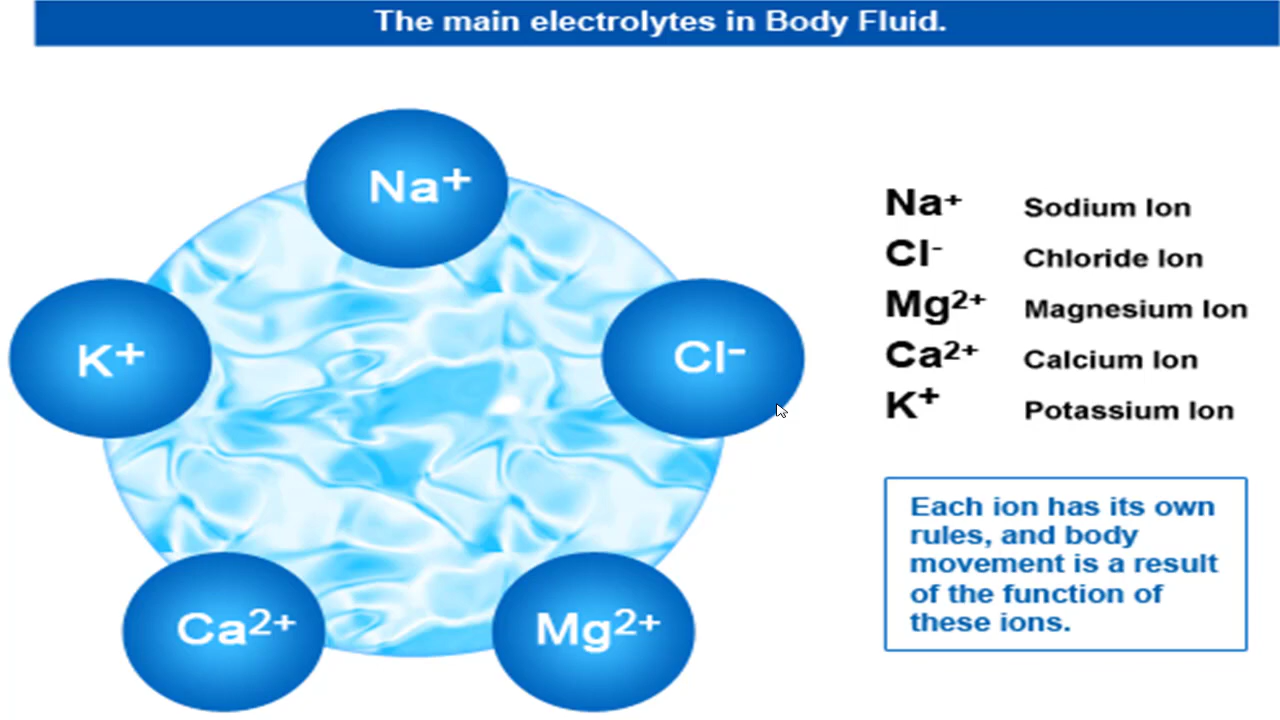 The main electrolytes in Body Fluid.
Na⁺
K⁺
Cl⁻
Ca²⁺
Mg²⁺
Na⁺ Sodium Ion
Cl⁻ Chloride Ion
Mg²⁺ Magnesium Ion
Ca²⁺ Calcium Ion
K⁺ Potassium Ion
Each ion has its own
rules, and body
movement is a result
of the function of
these ions.